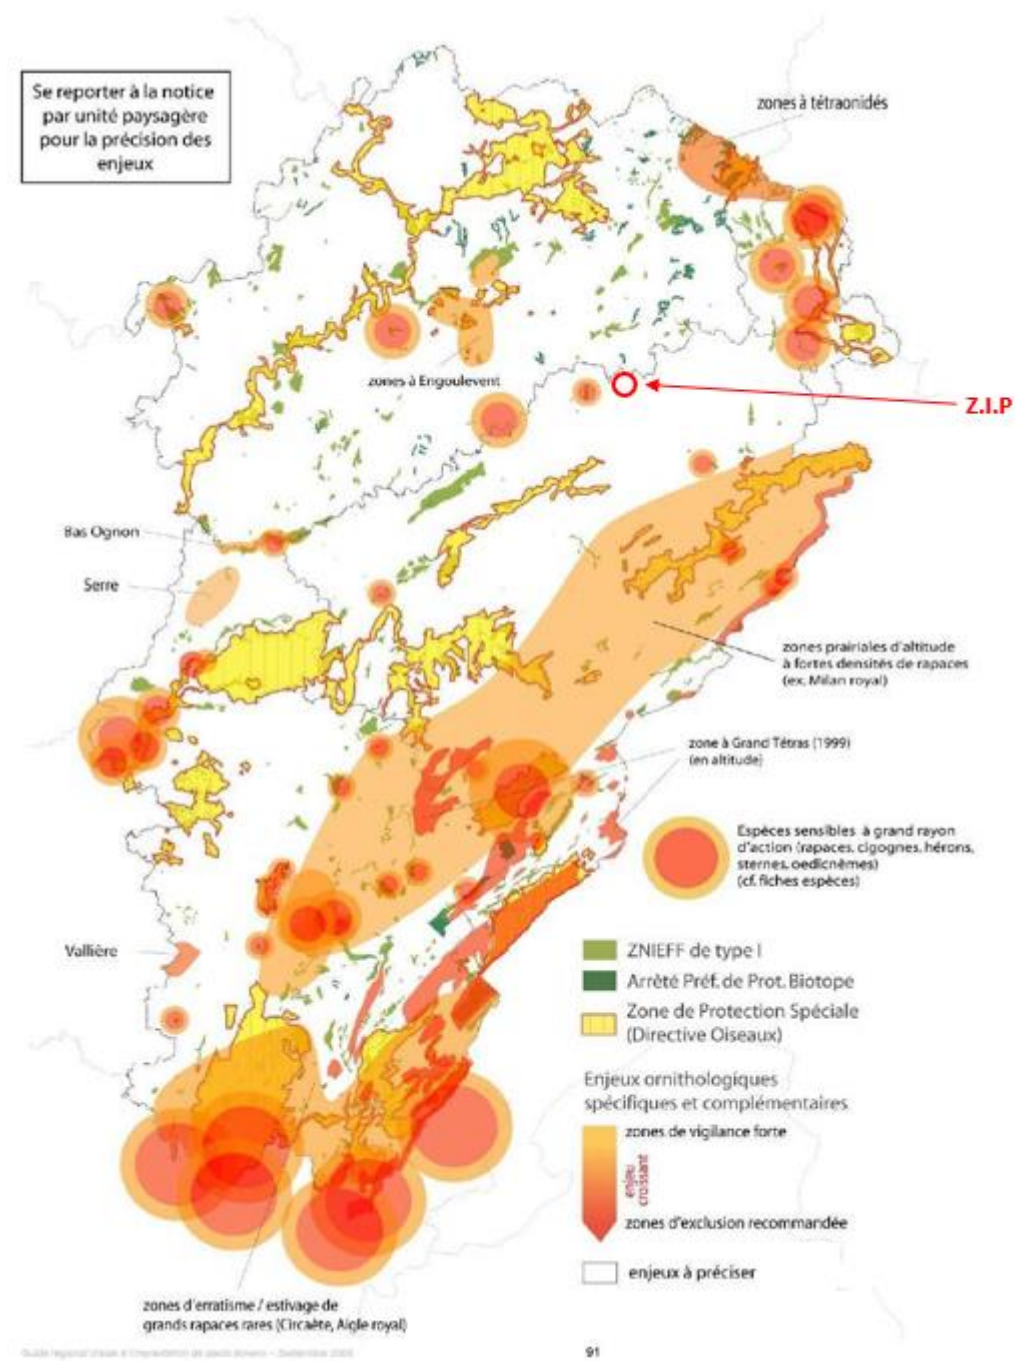 Se reporter à la notice
par unité paysagère
pour la précision des
enjeux
zones à tétraonidés
zones à Engoulevent
Z.I.P
Bas Ognon
Serre
zones prairiales d'altitude
à fortes densités de rapaces
(ex. Milan royal)
zone à Grand Tétras (1999)
(en altitude)
Espèces sensibles à grand rayon
d'action (rapaces, cigognes, hérons,
sternes, oedicnèmes)
(cf. fiches espèces)
Vallière
ZNIEFF de type I
Arrêté Préf. de Prot. Biotope
Zone de Protection Spéciale
(Directive Oiseaux)
Enjeux ornithologiques
spécifiques et complémentaires
zones de vigilance forte
enjeu
croissant
zones d'exclusion recommandée
enjeux à préciser
zones d'erratisme / estivage de
grands rapaces rares (Circaète, Aigle royal)
91